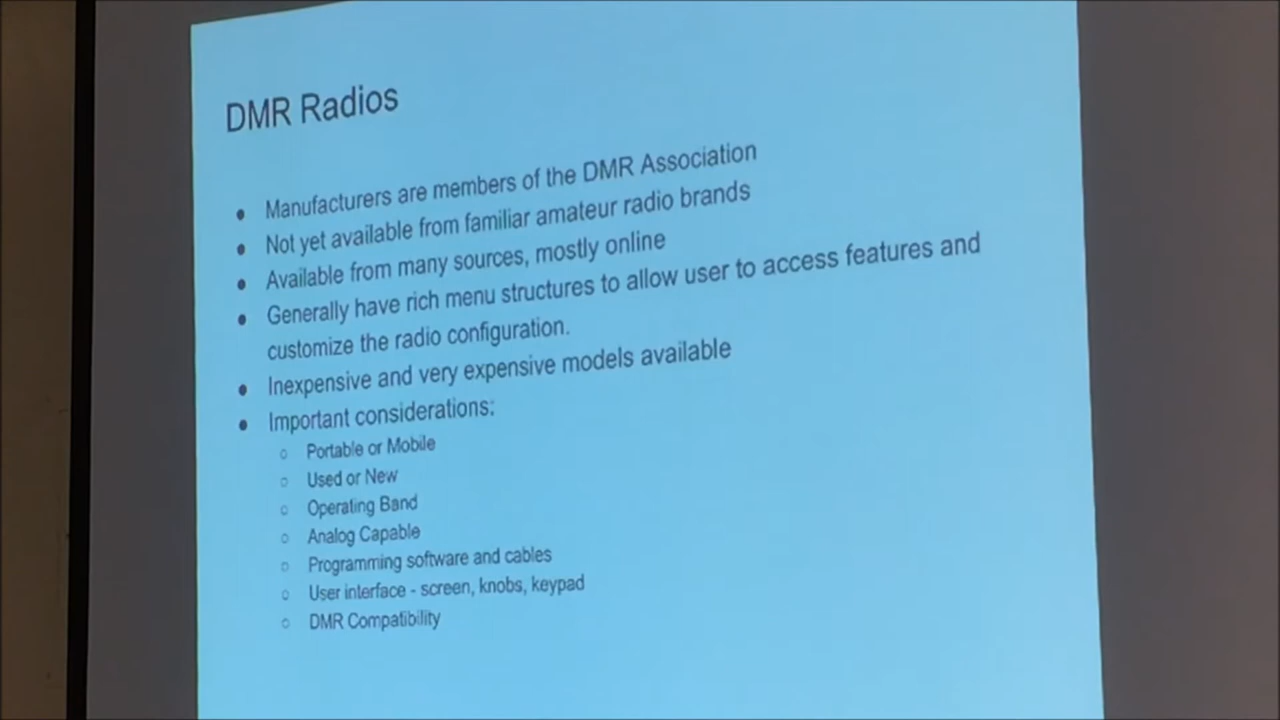 DMR Radios
● Manufacturers are members of the DMR Association
● Not yet available from familiar amateur radio brands
● Available from many sources, mostly online
● Generally have rich menu structures to allow user to access features and
customize the radio configuration.
● Inexpensive and very expensive models available
● Important considerations:
○ Portable or Mobile
○ Used or New
○ Operating Band
○ Analog Capable
○ Programming software and cables
○ User interface - screen, knobs, keypad
○ DMR Compatibility